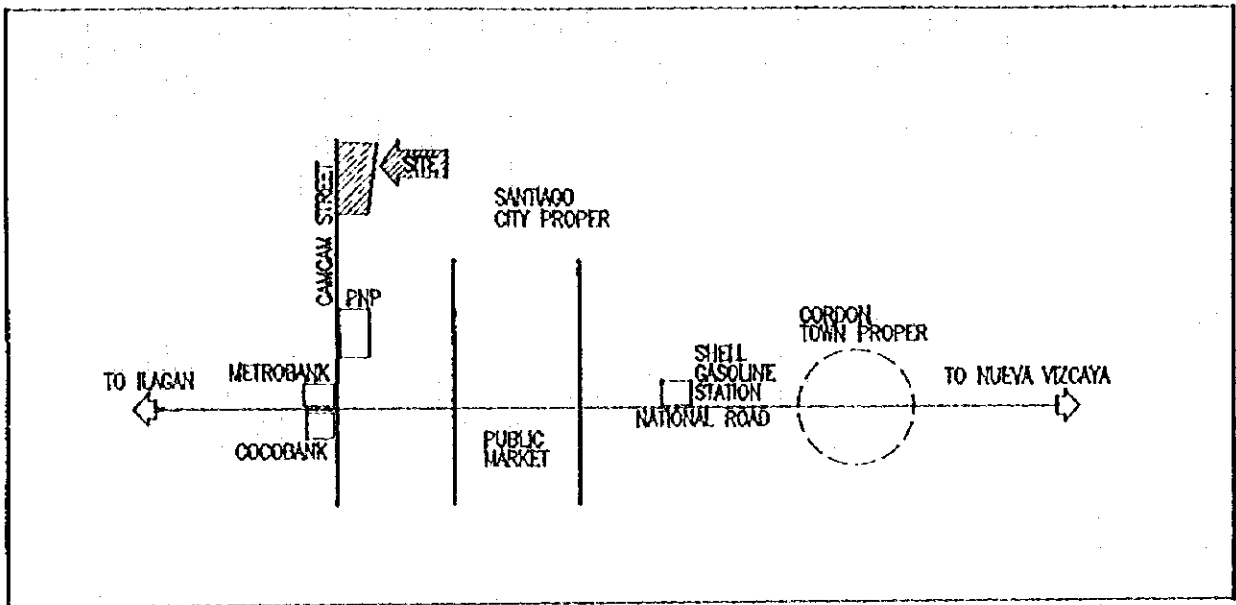 SITE
SANTIAGO
CITY PROPER
CAMCAM STREET
PNP
CORDON
TOWN PROPER
SHELL
GASOLINE
STATION
TO ILAGAN
METROBANK
TO NUEVA VIZCAYA
NATIONAL ROAD
COCOBANK
PUBLIC
MARKET